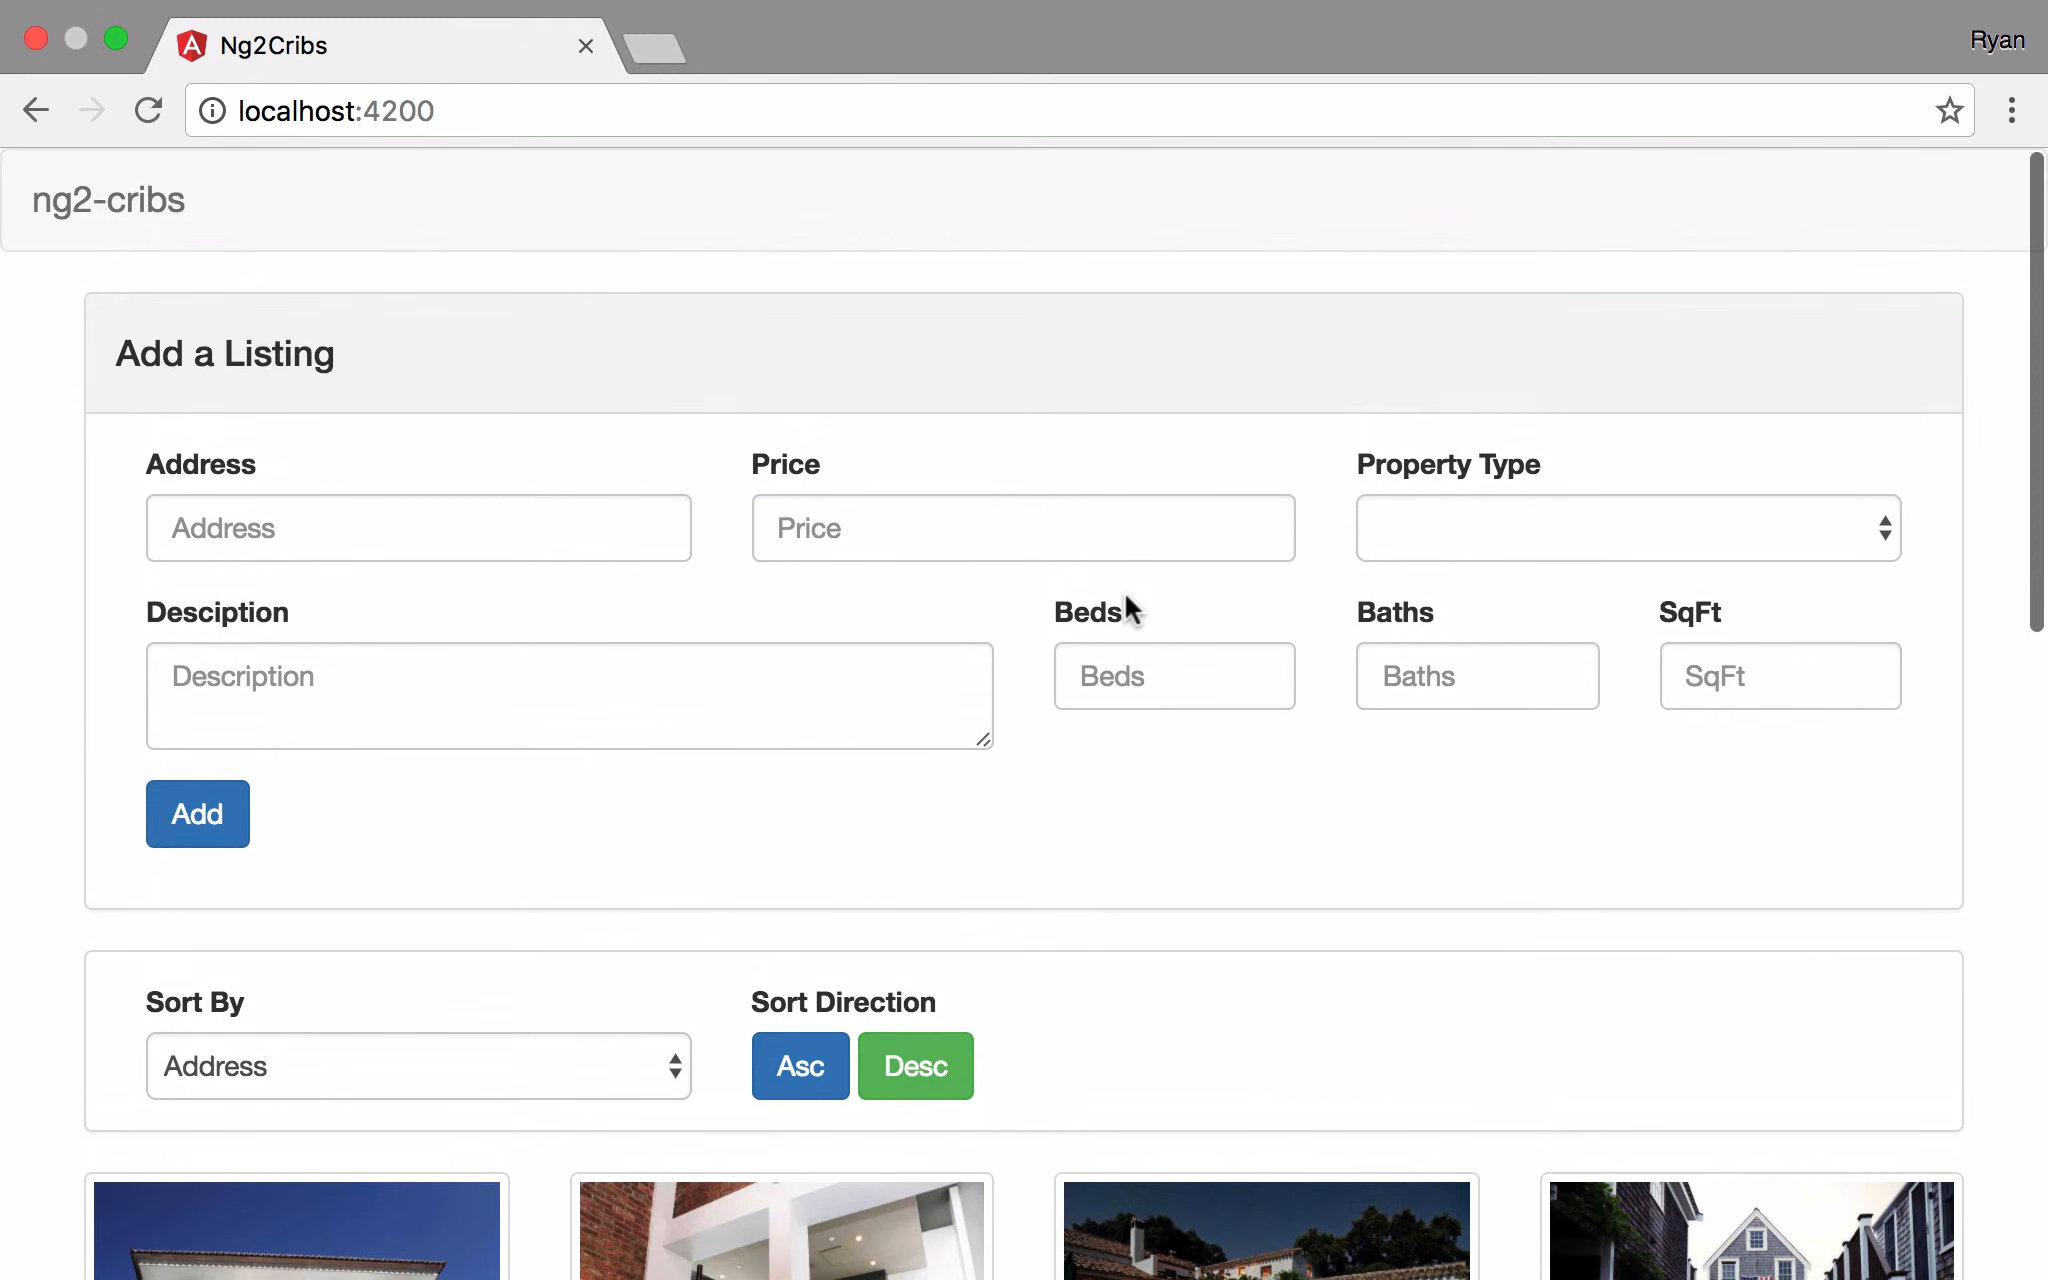 Ng2Cribs
Ryan
localhost:4200
ng2-cribs
Add a Listing
Address Price Property Type
Address Price
Desciption Beds Baths SqFt
Description Beds Baths SqFt
Add
Sort By Sort Direction
Address Asc Desc